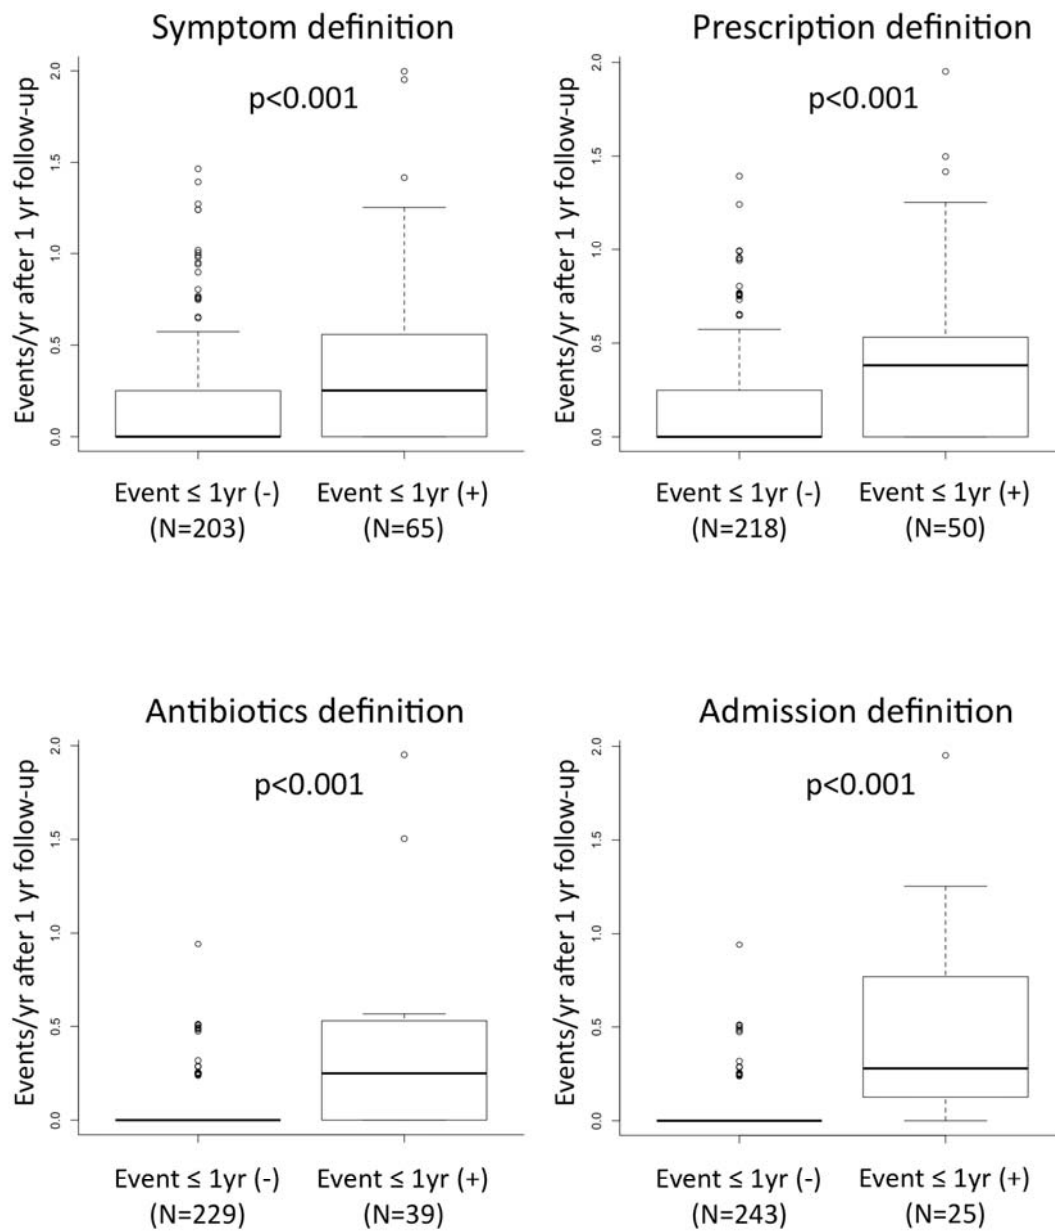 Symptom definition
p<0.001
Events/yr after 1 yr follow-up
2.0
1.5
1.0
0.5
0.0
Event ≤ 1yr (-)
(N=203)
Event ≤ 1yr (+)
(N=65)
Prescription definition
p<0.001
Events/yr after 1 yr follow-up
2.0
1.5
1.0
0.5
0.0
Event ≤ 1yr (-)
(N=218)
Event ≤ 1yr (+)
(N=50)
Antibiotics definition
p<0.001
Events/yr after 1 yr follow-up
2.0
1.5
1.0
0.5
0.0
Event ≤ 1yr (-)
(N=229)
Event ≤ 1yr (+)
(N=39)
Admission definition
p<0.001
Events/yr after 1 yr follow-up
2.0
1.5
1.0
0.5
0.0
Event ≤ 1yr (-)
(N=243)
Event ≤ 1yr (+)
(N=25)